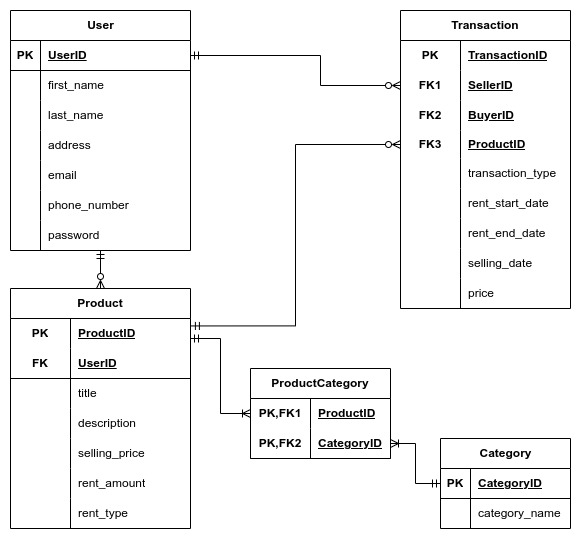 User
PK UserID
first_name
last_name
address
email
phone_number
password
Transaction
PK TransactionID
FK1 SellerID
FK2 BuyerID
FK3 ProductID
transaction_type
rent_start_date
rent_end_date
selling_date
price
Product
PK ProductID
FK UserID
title
description
selling_price
rent_amount
rent_type
ProductCategory
PK,FK1 ProductID
PK,FK2 CategoryID
Category
PK CategoryID
category_name